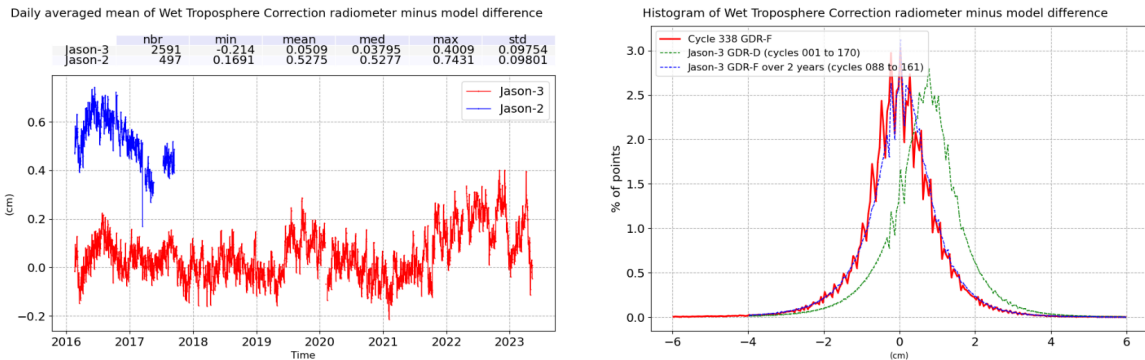 Daily averaged mean of Wet Troposphere Correction radiometer minus model difference
nbr min mean med max std
Jason-3 2591 -0.214 0.0509 0.03795 0.4009 0.09754
Jason-2 497 0.1691 0.5275 0.5277 0.7431 0.09801
Jason-3
Jason-2
0.6
0.4
0.2
0.0
−0.2
(cm)
2016 2017 2018 2019 2020 2021 2022 2023
Time
Histogram of Wet Troposphere Correction radiometer minus model difference
Cycle 338 GDR-F
Jason-3 GDR-D (cycles 001 to 170)
Jason-3 GDR-F over 2 years (cycles 088 to 161)
3.0
2.5
2.0
1.5
1.0
0.5
0.0
% of points
−6 −4 −2 0 2 4 6
(cm)